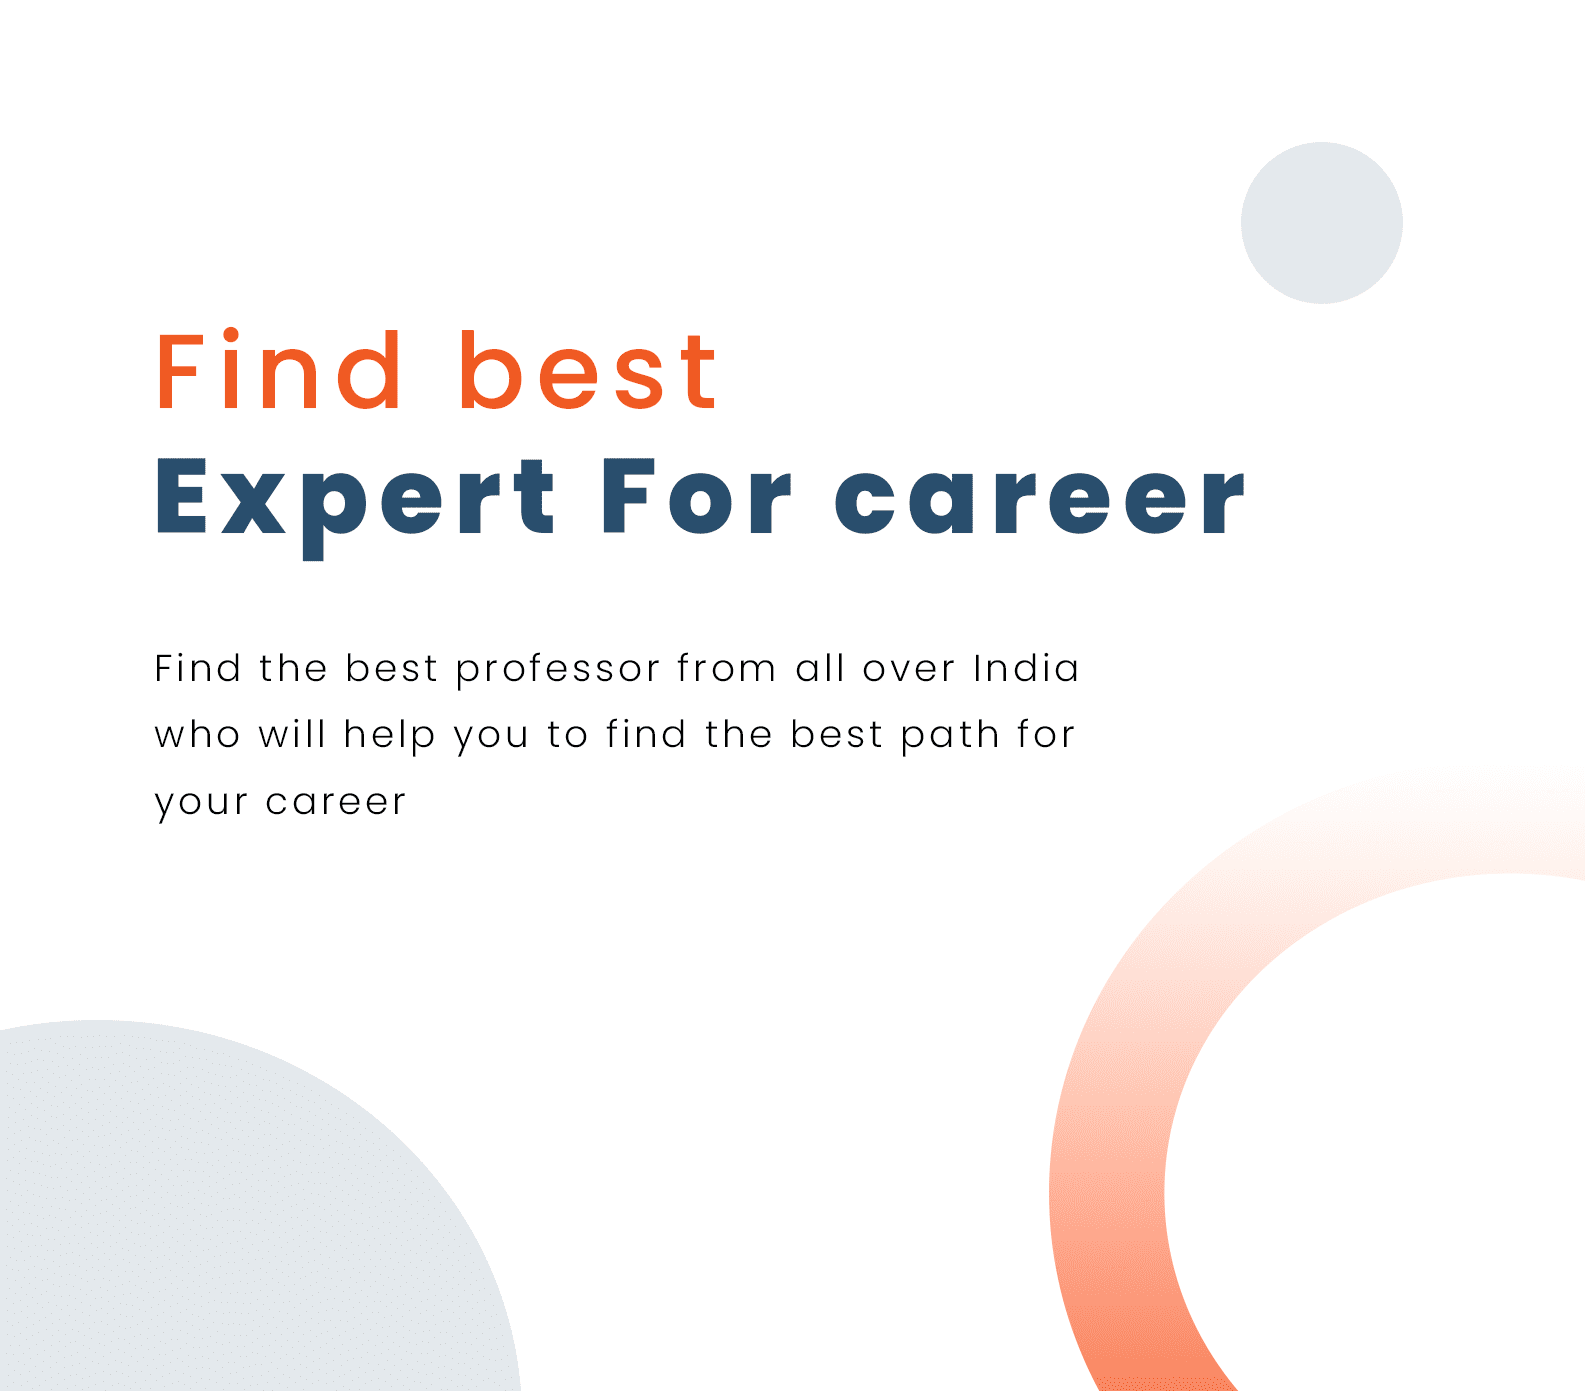 Find best
Expert For career
Find the best professor from all over India
who will help you to find the best path for
your career